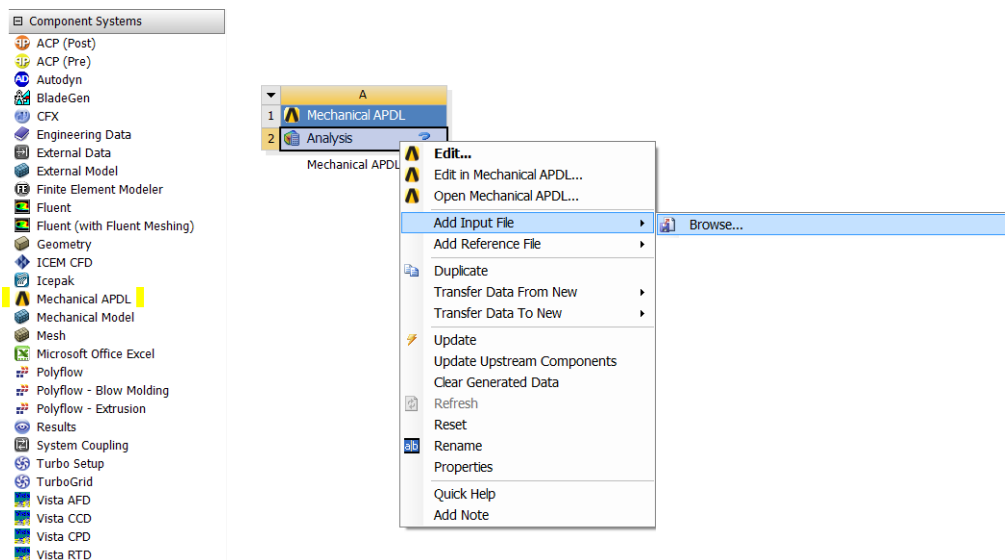 Component Systems
ACP (Post)
ACP (Pre)
Autodyn
BladeGen
CFX
Engineering Data
External Data
External Model
Finite Element Modeler
Fluent
Fluent (with Fluent Meshing)
Geometry
ICEM CFD
Icepak
Mechanical APDL
Mechanical Model
Mesh
Microsoft Office Excel
Polyflow
Polyflow - Blow Molding
Polyflow - Extrusion
Results
System Coupling
Turbo Setup
TurboGrid
Vista AFD
Vista CCD
Vista CPD
Vista RTD
A
1 Mechanical APDL
2 Analysis ?
Mechanical APDL
Edit...
Edit in Mechanical APDL...
Open Mechanical APDL...
Add Input File
Browse...
Add Reference File
Duplicate
Transfer Data From New
Transfer Data To New
Update
Update Upstream Components
Clear Generated Data
Refresh
Reset
Rename
Properties
Quick Help
Add Note